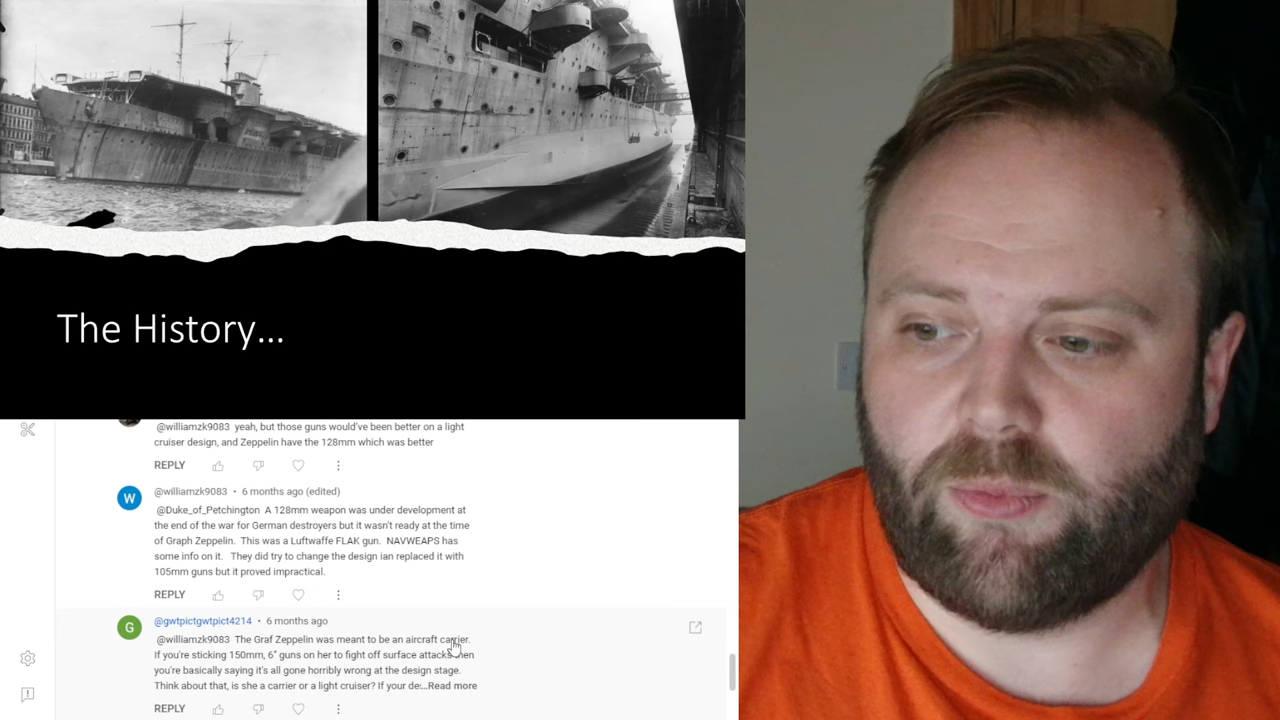 The History...
@williamzk9083 yeah, but those guns would've been better on a light
cruiser design, and Zeppelin have the 128mm which was better
REPLY
W
@williamzk9083 • 6 months ago (edited)
@Duke_of_Petchington A 128mm weapon was under development at
the end of the war for German destroyers but it wasn't ready at the time
of Graph Zeppelin. This was a Luftwaffe FLAK gun. NAVWEAPS has
some info on it. They did try to change the design ian replaced it with
105mm guns but it proved impractical.
REPLY
G
@gwtpictgwtpict4214 • 6 months ago
@williamzk9083 The Graf Zeppelin was meant to be an aircraft carrier.
If you're sticking 150mm, 6" guns on her to fight off surface attacks then
you're basically saying it's all gone horribly wrong at the design stage.
Think about that, is she a carrier or a light cruiser? If your de...Read more
REPLY